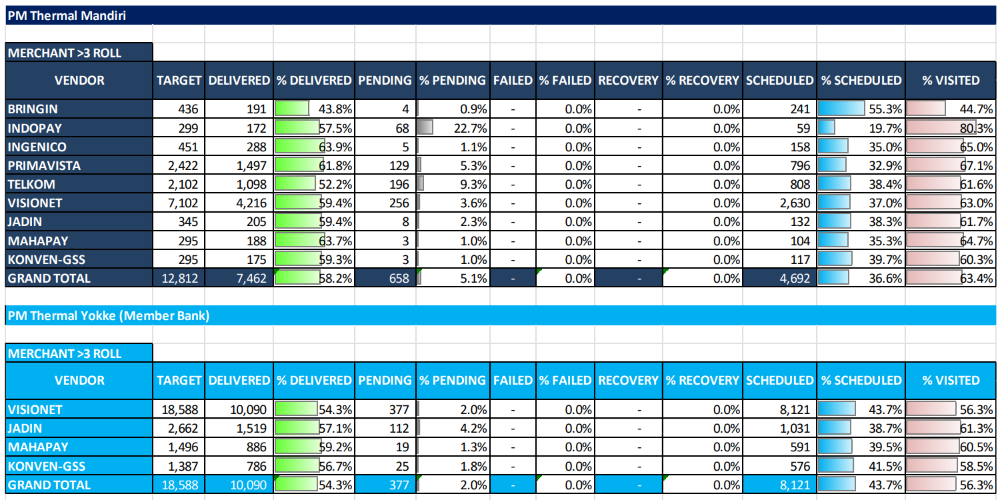 PM Thermal Mandiri
MERCHANT >3 ROLL
VENDOR TARGET DELIVERED % DELIVERED PENDING % PENDING FAILED % FAILED RECOVERY % RECOVERY SCHEDULED % SCHEDULED % VISITED
BRINGIN 436 191 43.8% 4 0.9% - 0.0% - 0.0% 241 55.3% 44.7%
INDOPAY 299 172 57.5% 68 22.7% - 0.0% - 0.0% 59 19.7% 80.3%
INGENICO 451 288 63.9% 5 1.1% - 0.0% - 0.0% 158 35.0% 65.0%
PRIMAVISTA 2,422 1,497 61.8% 129 5.3% - 0.0% - 0.0% 796 32.9% 67.1%
TELKOM 2,102 1,098 52.2% 196 9.3% - 0.0% - 0.0% 808 38.4% 61.6%
VISIONET 7,102 4,216 59.4% 256 3.6% - 0.0% - 0.0% 2,630 37.0% 63.0%
JADIN 345 205 59.4% 8 2.3% - 0.0% - 0.0% 132 38.3% 61.7%
MAHAPAY 295 188 63.7% 3 1.0% - 0.0% - 0.0% 104 35.3% 64.7%
KONVEN-GSS 295 175 59.3% 3 1.0% - 0.0% - 0.0% 117 39.7% 60.3%
GRAND TOTAL 12,812 7,462 58.2% 658 5.1% - 0.0% - 0.0% 4,692 36.6% 63.4%
PM Thermal Yokke (Member Bank)
MERCHANT >3 ROLL
VENDOR TARGET DELIVERED % DELIVERED PENDING % PENDING FAILED % FAILED RECOVERY % RECOVERY SCHEDULED % SCHEDULED % VISITED
VISIONET 18,588 10,090 54.3% 377 2.0% - 0.0% - 0.0% 8,121 43.7% 56.3%
JADIN 2,662 1,519 57.1% 112 4.2% - 0.0% - 0.0% 1,031 38.7% 61.3%
MAHAPAY 1,496 886 59.2% 19 1.3% - 0.0% - 0.0% 591 39.5% 60.5%
KONVEN-GSS 1,387 786 56.7% 25 1.8% - 0.0% - 0.0% 576 41.5% 58.5%
GRAND TOTAL 18,588 10,090 54.3% 377 2.0% - 0.0% - 0.0% 8,121 43.7% 56.3%